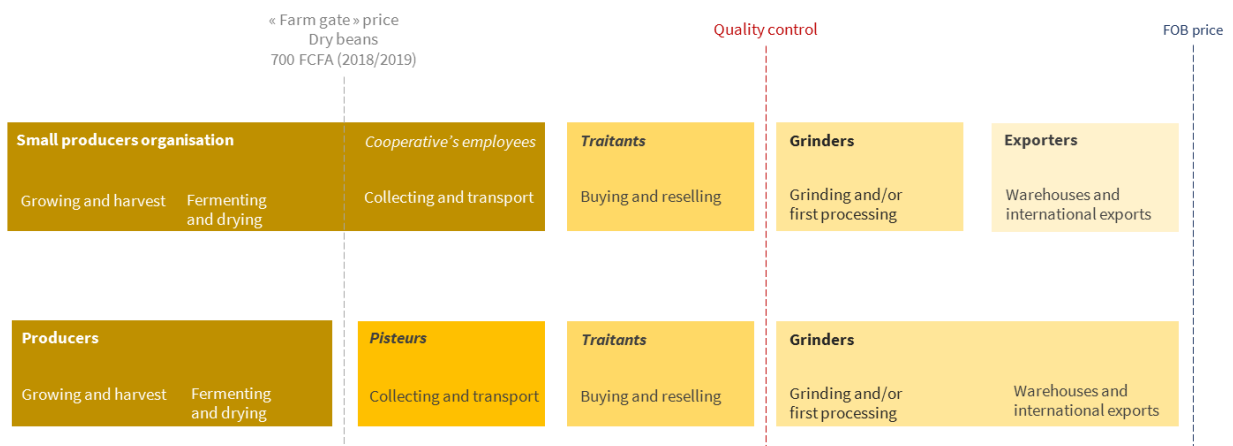 « Farm gate » price
Dry beans
700 FCFA (2018/2019)
Quality control
FOB price
Small producers organisation
Cooperative's employees
Traitants
Grinders
Exporters
Growing and harvest
Fermenting
and drying
Collecting and transport
Buying and reselling
Grinding and/or
first processing
Warehouses and
international exports
Producers
Pisteurs
Traitants
Grinders
Growing and harvest
Fermenting
and drying
Collecting and transport
Buying and reselling
Grinding and/or
first processing
Warehouses and
international exports